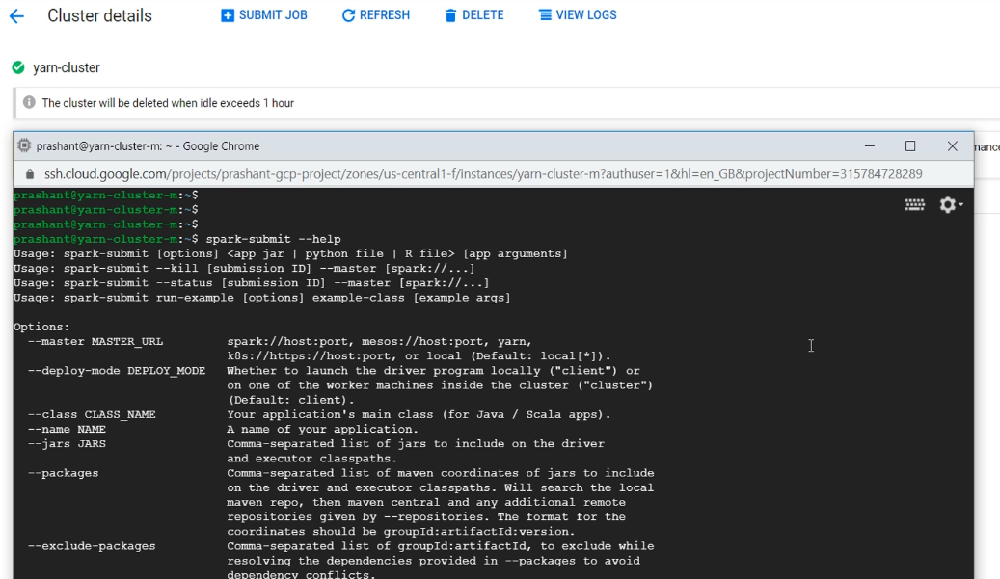 Cluster details
SUBMIT JOB
REFRESH
DELETE
VIEW LOGS
yarn-cluster
The cluster will be deleted when idle exceeds 1 hour
prashant@yarn-cluster-m: ~ - Google Chrome
ssh.cloud.google.com/projects/prashant-gcp-project/zones/us-central1-f/instances/yarn-cluster-m?authuser=1&hl=en_GB&projectNumber=315784728289
prashant@yarn-cluster-m:~$
prashant@yarn-cluster-m:~$
prashant@yarn-cluster-m:~$
prashant@yarn-cluster-m:~$ spark-submit --help
Usage: spark-submit [options] <app jar | python file | R file> [app arguments]
Usage: spark-submit --kill [submission ID] --master [spark://...]
Usage: spark-submit --status [submission ID] --master [spark://...]
Usage: spark-submit run-example [options] example-class [example args]
Options:
--master MASTER_URL spark://host:port, mesos://host:port, yarn,
k8s://https://host:port, or local (Default: local[*]).
--deploy-mode DEPLOY_MODE Whether to launch the driver program locally ("client") or
on one of the worker machines inside the cluster ("cluster")
(Default: client).
--class CLASS_NAME Your application's main class (for Java / Scala apps).
--name NAME A name of your application.
--jars JARS Comma-separated list of jars to include on the driver
and executor classpaths.
--packages Comma-separated list of maven coordinates of jars to include
on the driver and executor classpaths. Will search the local
maven repo, then maven central and any additional remote
repositories given by --repositories. The format for the
coordinates should be groupId:artifactId:version.
--exclude-packages Comma-separated list of groupId:artifactId, to exclude while
resolving the dependencies provided in --packages to avoid
dependency conflicts.